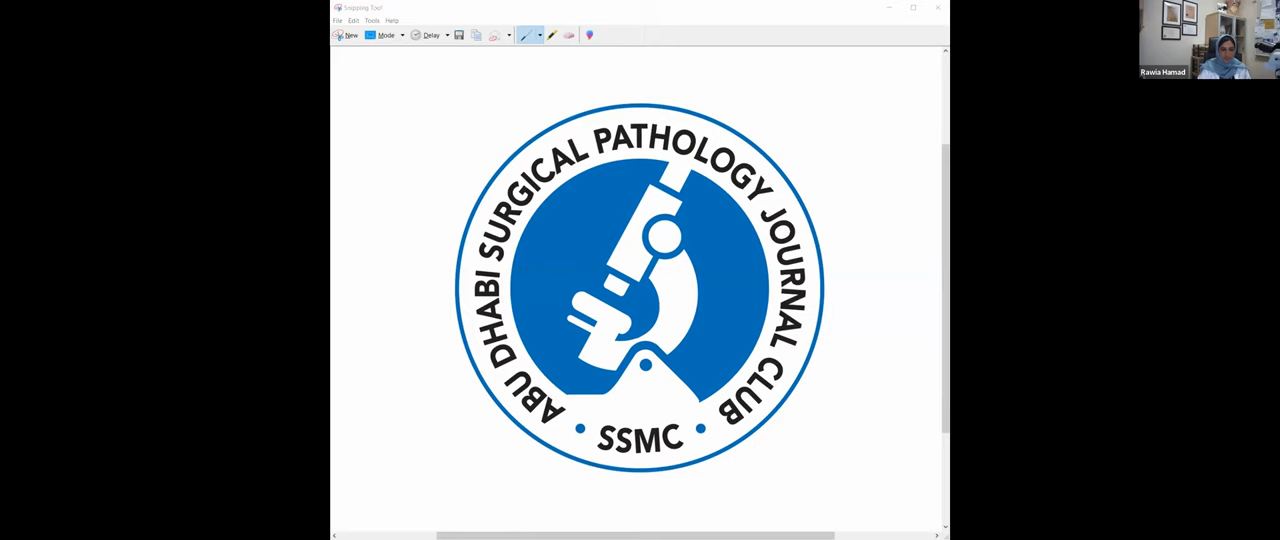 Snipping Tool
File Edit Tools Help
New Mode Delay
Rawia Hamad
ABU DHABI SURGICAL PATHOLOGY JOURNAL CLUB
SSMC